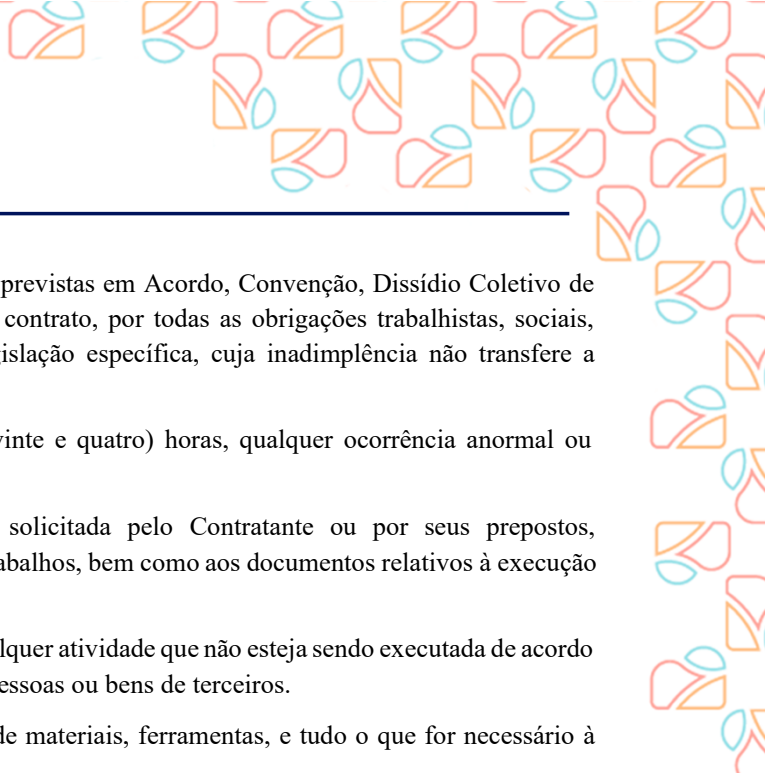 previstas em Acordo, Convenção, Dissídio Coletivo de
contrato, por todas as obrigações trabalhistas, sociais,
islação específica, cuja inadimplência não transfere a
vinte e quatro) horas, qualquer ocorrência anormal ou
solicitada pelo Contratante ou por seus prepostos,
abalhos, bem como aos documentos relativos à execução
lquer atividade que não esteja sendo executada de acordo
essoas ou bens de terceiros.
de materiais, ferramentas, e tudo o que for necessário à